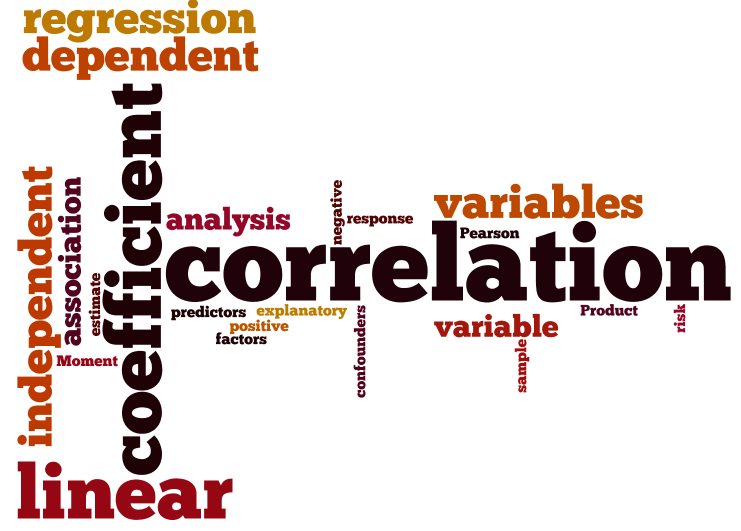 regression
dependent
coefficient
independent
association
estimate
Moment
linear
analysis
negative
response
variables
Pearson
correlation
predictors
explanatory
positive
factors
confounders
variable
sample
Product
risk